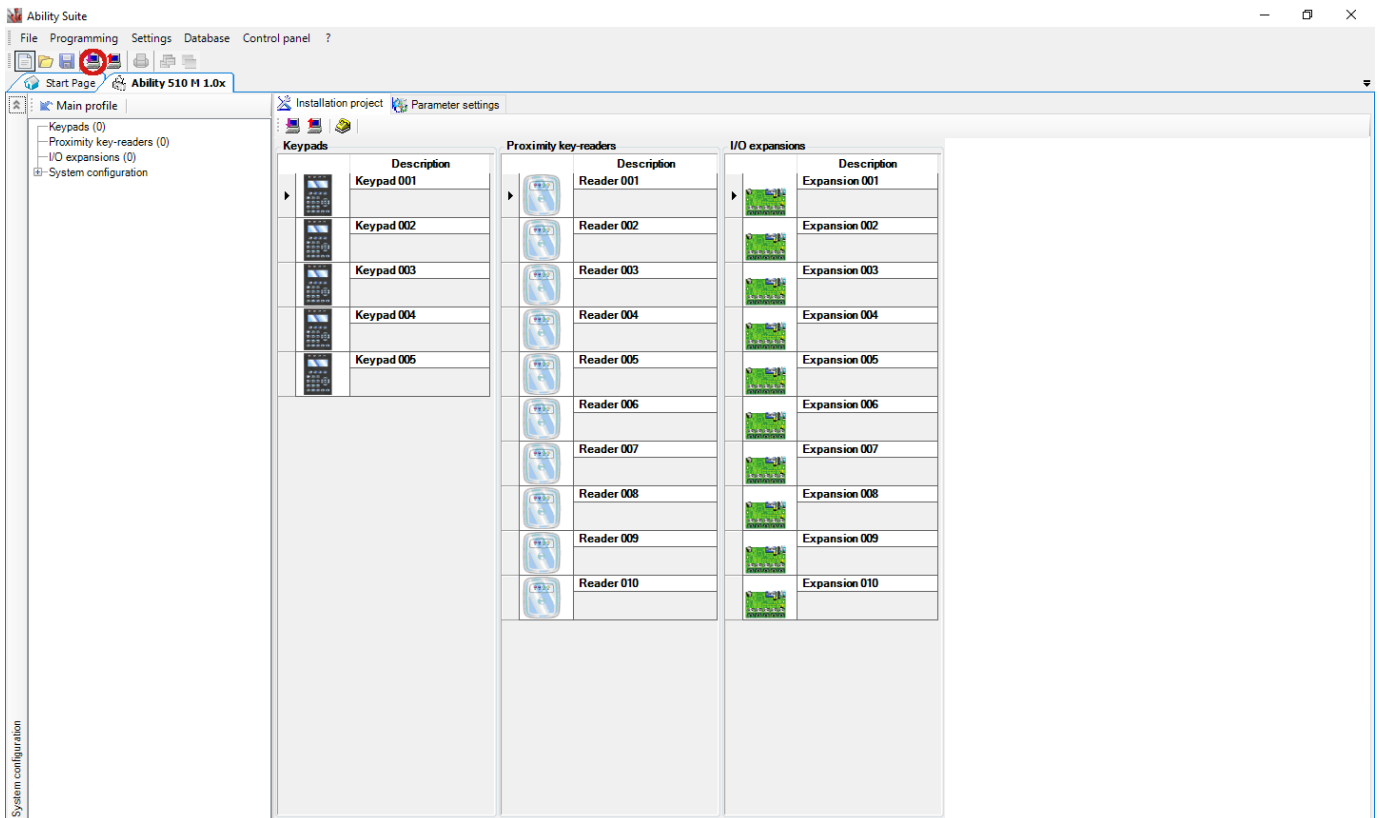 Ability Suite
File Programming Settings Database Control panel ?
Start Page Ability 510 M 1.0x
Main profile
Keypads (0)
Proximity key-readers (0)
I/O expansions (0)
System configuration
System configuration
Installation project Parameter settings
Keypads
Description
Keypad 001
Keypad 002
Keypad 003
Keypad 004
Keypad 005
Proximity key-readers
Description
Reader 001
Reader 002
Reader 003
Reader 004
Reader 005
Reader 006
Reader 007
Reader 008
Reader 009
Reader 010
I/O expansions
Description
Expansion 001
Expansion 002
Expansion 003
Expansion 004
Expansion 005
Expansion 006
Expansion 007
Expansion 008
Expansion 009
Expansion 010